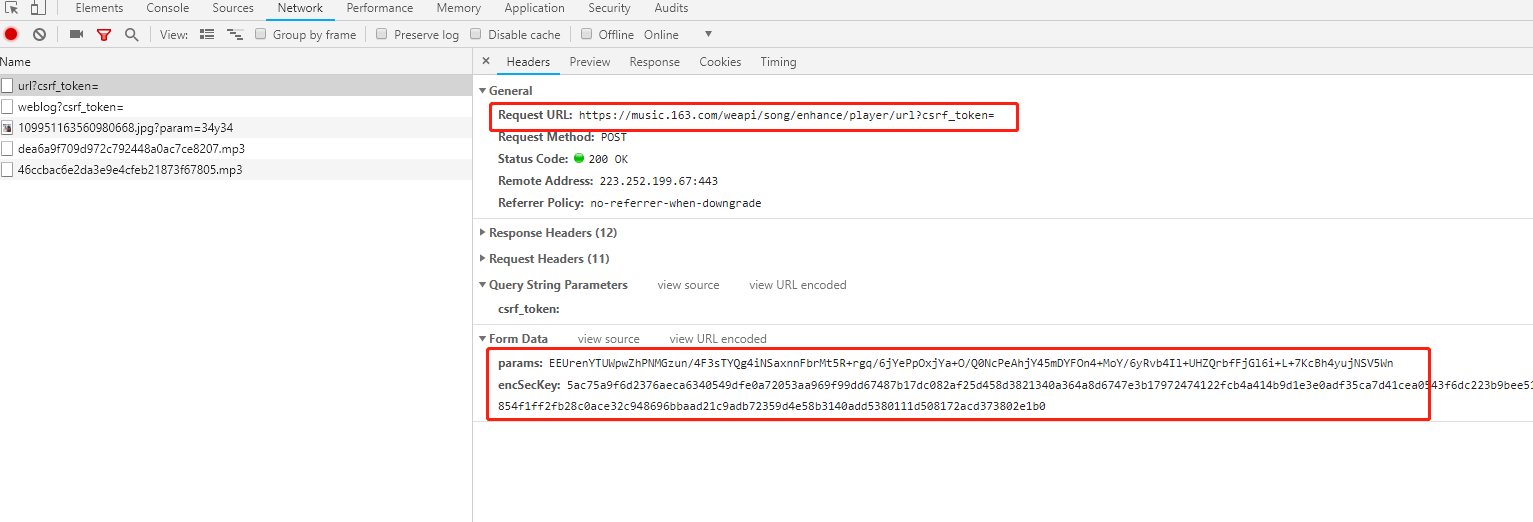 Elements Console Sources Network Performance Memory Application Security Audits
View: Group by frame Preserve log Disable cache Offline Online
Name
url?csrf_token=
weblog?csrf_token=
109951163560980668.jpg?param=34y34
dea6a9f709d972c792448a0ac7ce8207.mp3
46ccbac6e2da3e9e4cfeb21873f67805.mp3
Headers Preview Response Cookies Timing
General
Request URL: https://music.163.com/weapi/song/enhance/player/url?csrf_token=
Request Method: POST
Status Code: 200 OK
Remote Address: 223.252.199.67:443
Referrer Policy: no-referrer-when-downgrade
Response Headers (12)
Request Headers (11)
Query String Parameters view source view URL encoded
csrf_token:
Form Data view source view URL encoded
params: EEUrenYTUWpwZhPNMGzun/4F3sTYQg4iNSaxnnFbrMt5R+rgq/6jYePpOxjYa+O/Q0NcPeAhjY45mDYFOn4+MoY/6yRvb4Il+UHZQrbfFjGl6i+L+7KcBh4yujNSV5Wn
encSecKey: 5ac75a9f6d2376aeca6340549dfe0a72053aa969f99dd67487b17dc082af25d458d3821340a364a8d6747e3b17972474122fcb4a414b9d1e3e0adf35ca7d41cea0543f6dc223b9bee51
854f1ff2fb28c0ace32c948696bbaad21c9adb72359d4e58b3140add5380111d508172acd373802e1b0